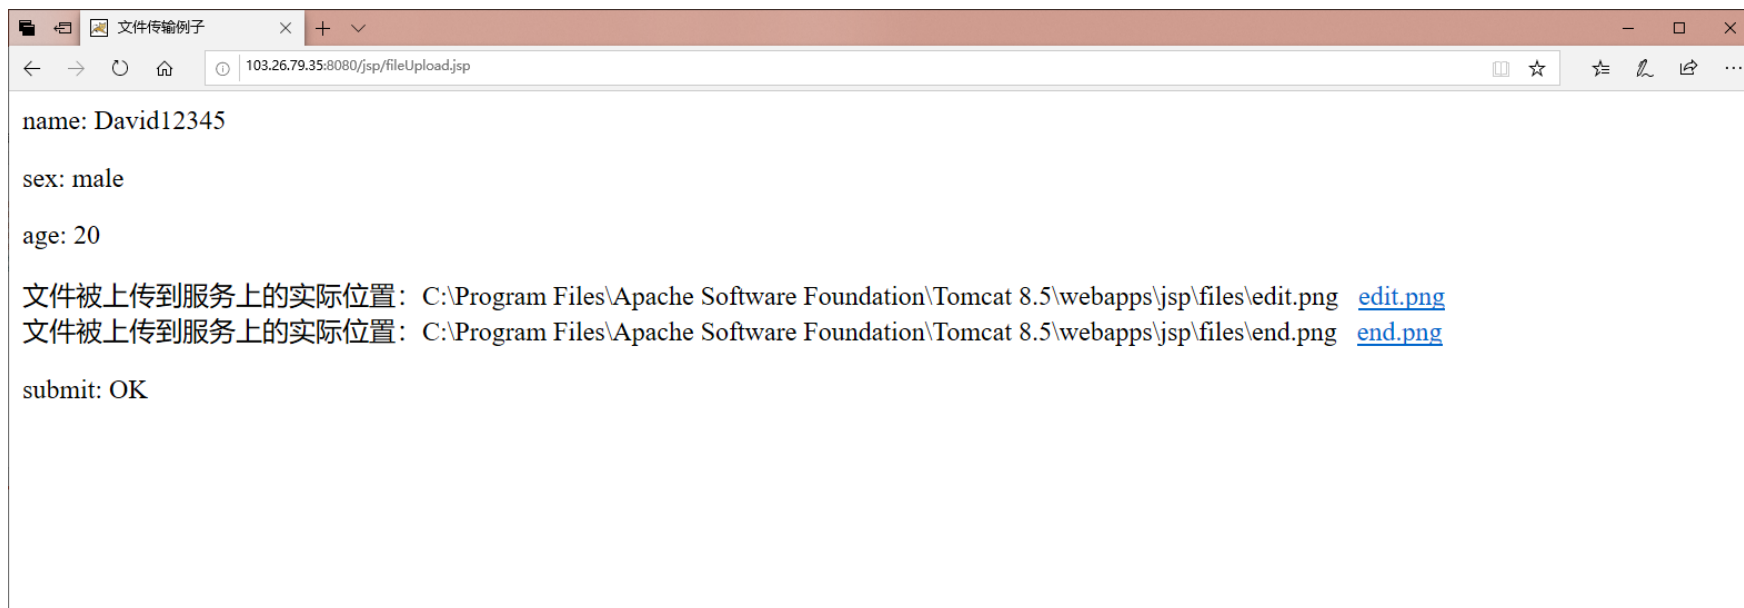 文件传输例子
103.26.79.35:8080/jsp/fileUpload.jsp
name: David12345
sex: male
age: 20
文件被上传到服务上的实际位置：C:\Program Files\Apache Software Foundation\Tomcat 8.5\webapps\jsp\files\edit.png edit.png
文件被上传到服务上的实际位置：C:\Program Files\Apache Software Foundation\Tomcat 8.5\webapps\jsp\files\end.png end.png
submit: OK